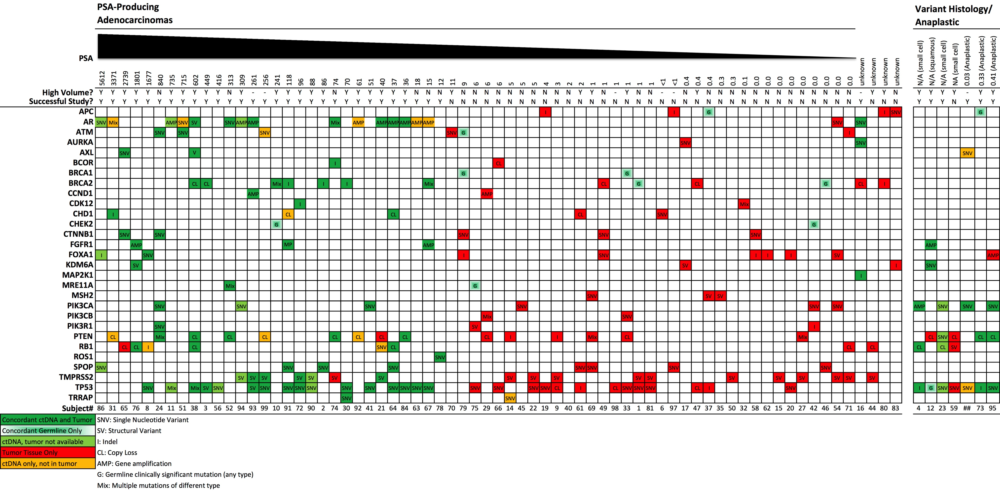 PSA-Producing
Adenocarcinomas
Variant Histology/
Anaplastic
PSA 5612 3371 2739 1801 1677 840 735 715 602 449 416 313 309 261 256 241 118 96 88 86 74 70 61 51 40 37 36 18 15 12 11 9 6 6 6 5 5 5 4 3 2 2 1 1 1 1 1 1 <1 <1 0.4 0.4 0.4 0.3 0.3 0.1 0.0 0.0 0.0 0.0 0.0 0.0 0.0 0.0 0.0 unknown unknown unknown unknown N/A (small cell) N/A (squamous) N/A (small cell) NA (small cell) 0.03 (Anaplastic) 0.33 (Anaplastic) 0.41 (Anaplastic)
High Volume? Y Y Y Y Y N Y Y Y Y Y N Y - - Y Y Y Y Y N Y Y Y Y Y Y N N N Y N N N N N N N N N N Y Y N - Y N N - - N Y N N N N N N N N N N N N N - Y Y N Y Y Y Y - Y Y
Successful Study? Y Y Y Y Y Y Y Y Y Y Y Y Y Y Y Y Y Y Y Y Y Y Y Y Y Y Y Y Y Y N N N N N N N N N N N N N N N N N N N N N N N N N N N N N N N N N N N Y N N N Y Y Y N Y Y Y
APC I I G I SNV G
AR SNV Mix AMP SNV SV SNV AMP AMP Mix AMP AMP AMP AMP AMP AMP SNV SNV
ATM SNV SNV SNV SNV G I
AURKA SNV SNV
AXL SNV V SNV
BCOR I CL
BRCA1 G G
BRCA2 CL CL Mix I I I Mix CL G CL G CL I
CCND1 AMP AMP
CDK12 I Mix
CHD1 I CL CL CL SNV
CHEK2 G G
CTNNB1 SNV SNV SNV SNV SNV
FGFR1 AMP MP AMP AMP
FOXA1 I SNV I SNV I I I SV AMP
KDM6A SV SV I SNV
MAP2K1 I
MRE11A Mix G
MSH2 SNV SV SV
PIK3CA SNV SNV SNV SNV SNV SNV AMP SNV SNV SNV
PIK3CB Mix SNV
PIK3R1 SNV SV I
PTEN CL Mix CL CL CL CL CL CL CL CL I I Mix CL Mix CL SNV CL CL CL
RB1 CL CL I CL SNV CL CL CL CL CL SV
ROS1 SNV
SPOP SNV SNV SNV SNV SNV SNV SNV SNV
TMPRSS2 SV SV SV SV SV SV SV SV SV SV SV SV SV SV SV SV SV SV
TP53 SNV Mix Mix SV SNV SV SNV SNV SNV SNV SNV SNV SNV SNV SNV SNV SNV SNV SNV SNV CL I CL SNV SNV SNV CL I SNV I G SNV SNV SNV I SNV
TRRAP SNV SNV
Subject# 86 31 65 76 8 24 11 51 38 3 56 52 94 93 99 10 91 72 90 2 74 30 92 41 21 64 84 63 67 78 70 79 75 29 66 14 45 22 19 9 40 61 69 49 98 33 1 81 6 97 17 47 37 35 50 32 58 62 15 20 27 42 46 54 71 16 44 80 83 4 12 23 59 ## 73 95
Concordant ctDNA and Tumor SNV: Single Nucleotide Variant
Concordant Germline Only SV: Structural Variant
ctDNA, tumor not available I: Indel
Tumor Tissue Only CL: Copy Loss
ctDNA only, not in tumor AMP: Gene amplification
G: Germline clinically significant mutation (any type)
Mix: Multiple mutations of different type